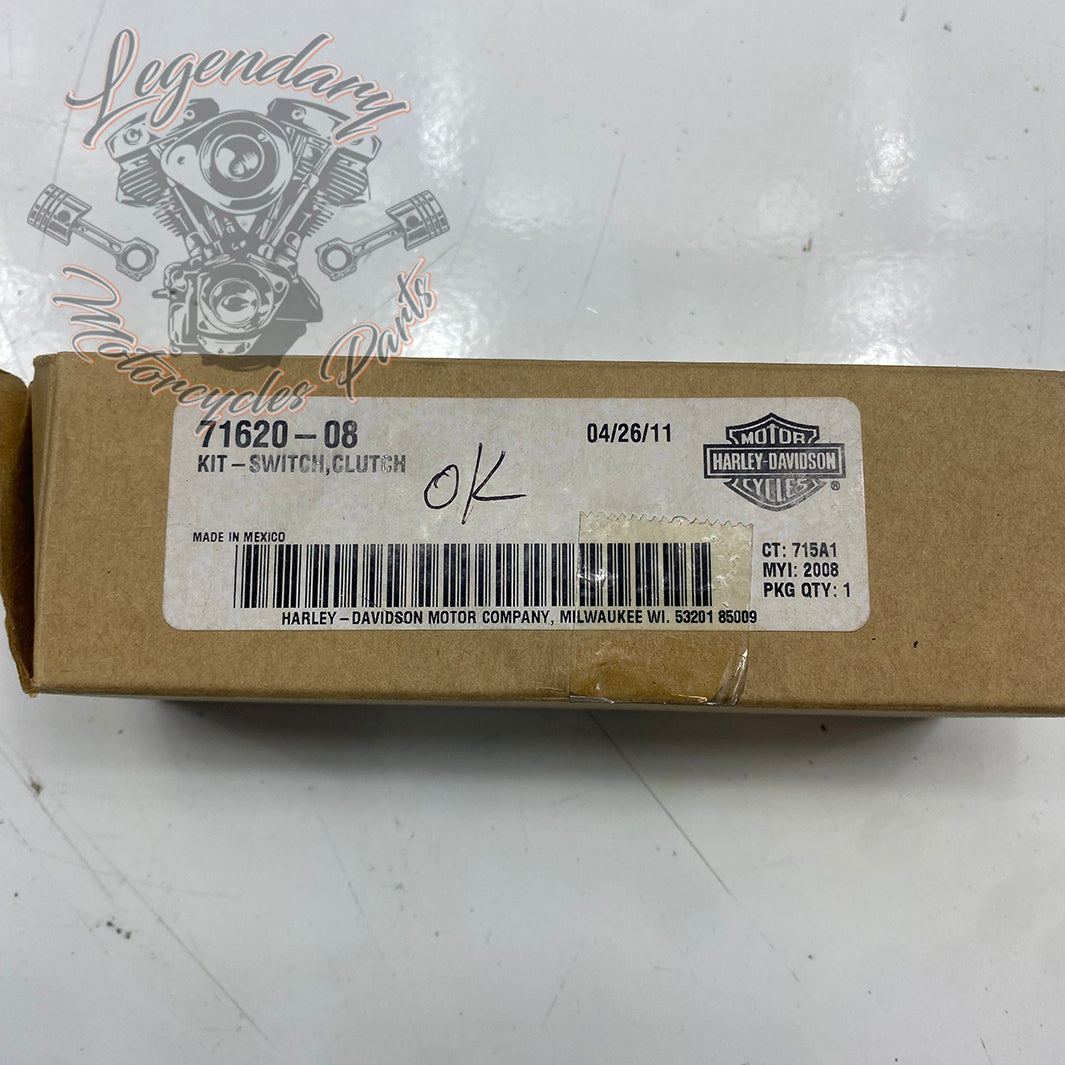 Legendary
Motorcycles Parts
71620-08
04/26/11
KIT-SWITCH,CLUTCH
OK
MOTOR
HARLEY-DAVIDSON
CYCLES
®
MADE IN MEXICO
CT: 715A1
MYI: 2008
PKG QTY: 1
HARLEY-DAVIDSON MOTOR COMPANY, MILWAUKEE WI. 53201 85009